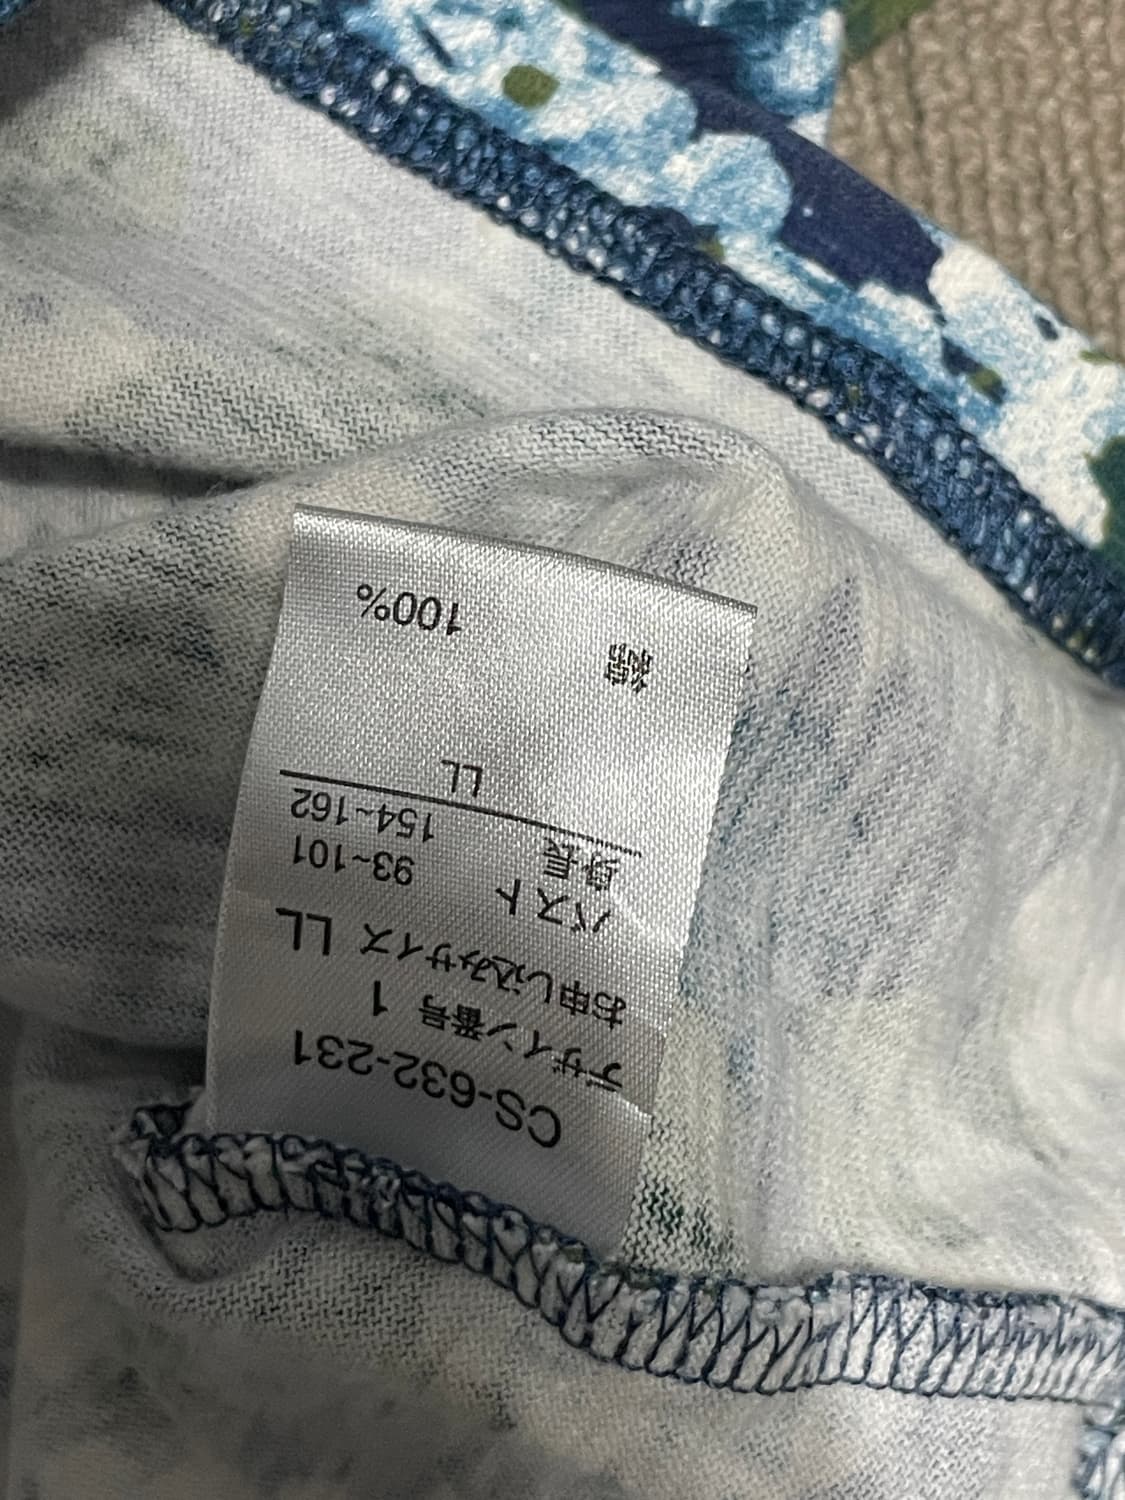 CS-632-231
デザイン番号 1
お申し込みサイズ LL
バスト 93~101
身長 154~162
LL
綿 100%